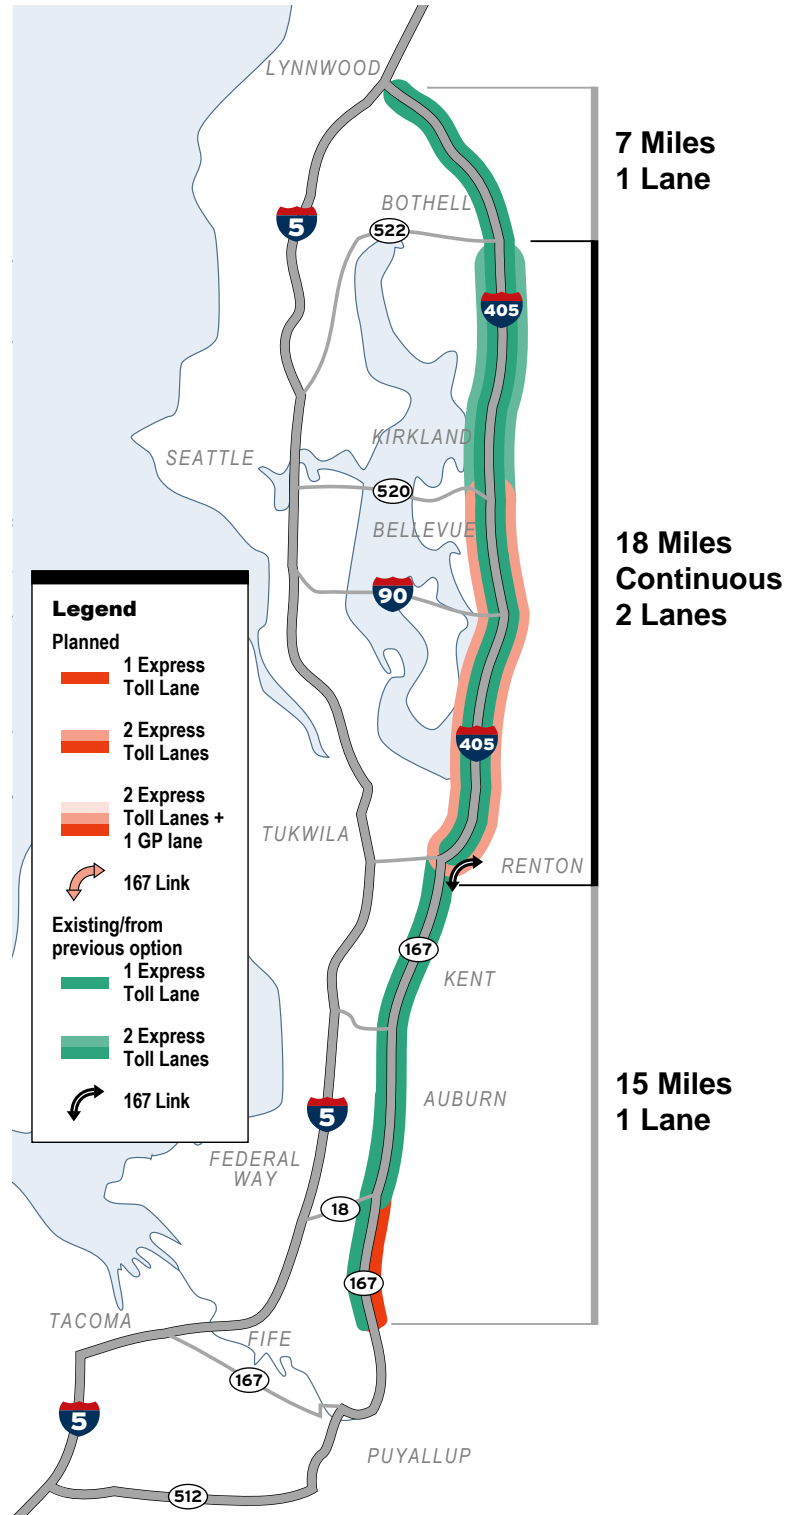 LYNNWOOD
7 Miles
1 Lane
BOTHELL
5
522
405
KIRKLAND
SEATTLE
520
BELLEVUE
18 Miles
Continuous
2 Lanes
90
Legend
Planned
1 Express
Toll Lane
2 Express
Toll Lanes
2 Express
Toll Lanes +
1 GP lane
167 Link
Existing/from
previous option
1 Express
Toll Lane
2 Express
Toll Lanes
167 Link
405
TUKWILA
RENTON
167
KENT
15 Miles
1 Lane
AUBURN
5
FEDERAL
WAY
18
167
TACOMA
FIFE
167
5
PUYALLUP
512